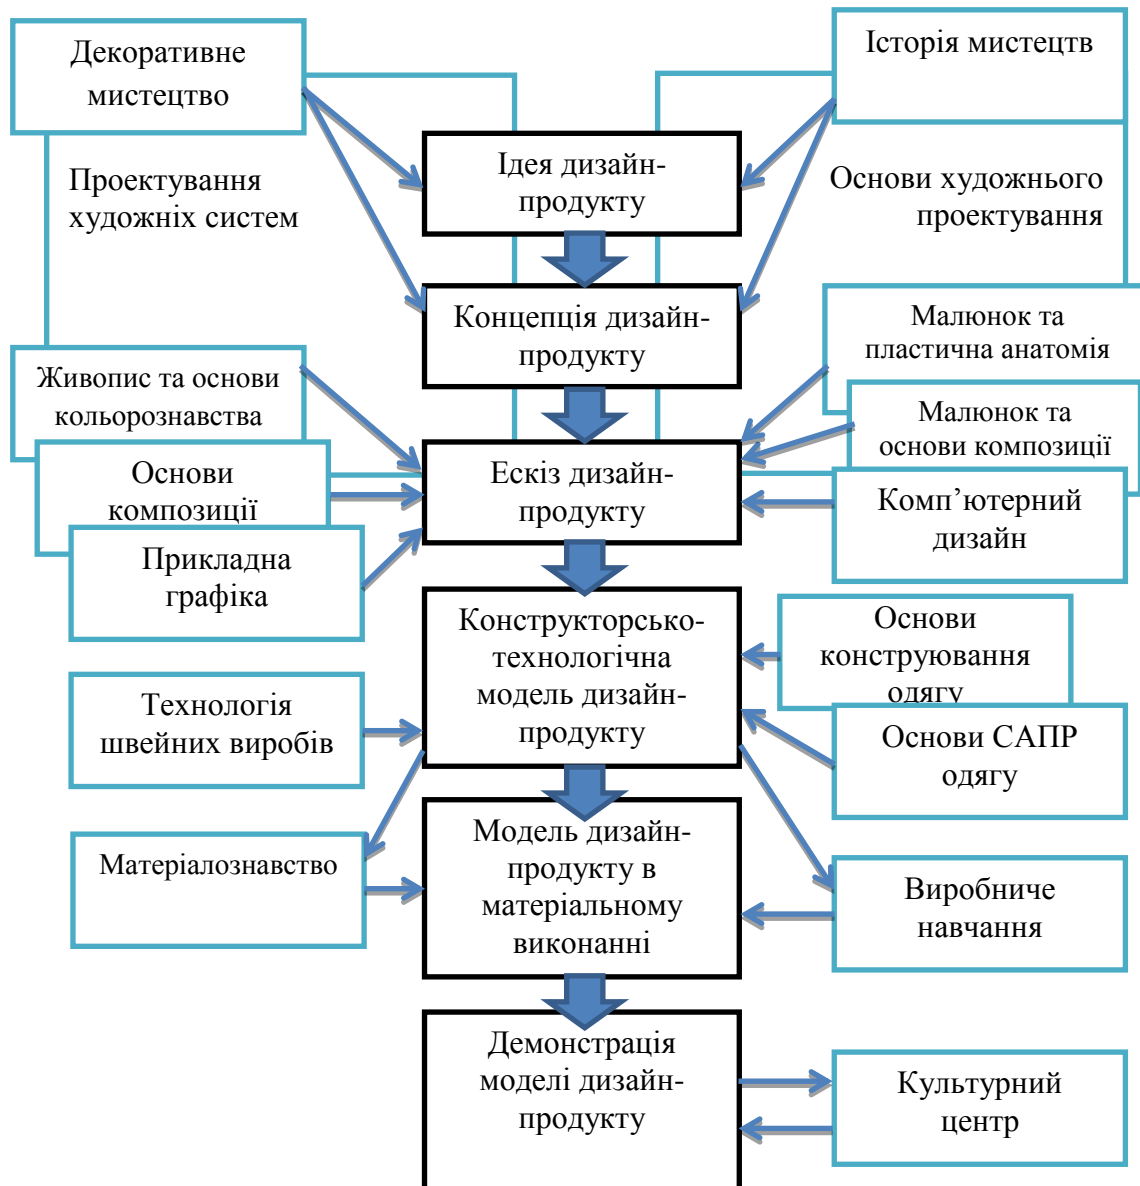 Декоративне
мистецтво
Історія мистецтв
Ідея дизайн-
продукту
Проектування
художніх систем
Основи художнього
проектування
Концепція дизайн-
продукту
Малюнок та
пластична анатомія
Живопис та основи
кольорознавства
Малюнок та
основи композиції
Основи
композиції
Ескіз дизайн-
продукту
Комп’ютерний
дизайн
Прикладна
графіка
Конструкторсько-
технологічна
модель дизайн-
продукту
Основи
конструювання
одягу
Технологія
швейних виробів
Основи САПР
одягу
Модель дизайн-
продукту в
матеріальному
виконанні
Матеріалознавство
Виробниче
навчання
Демонстрація
моделі дизайн-
продукту
Культурний
центр